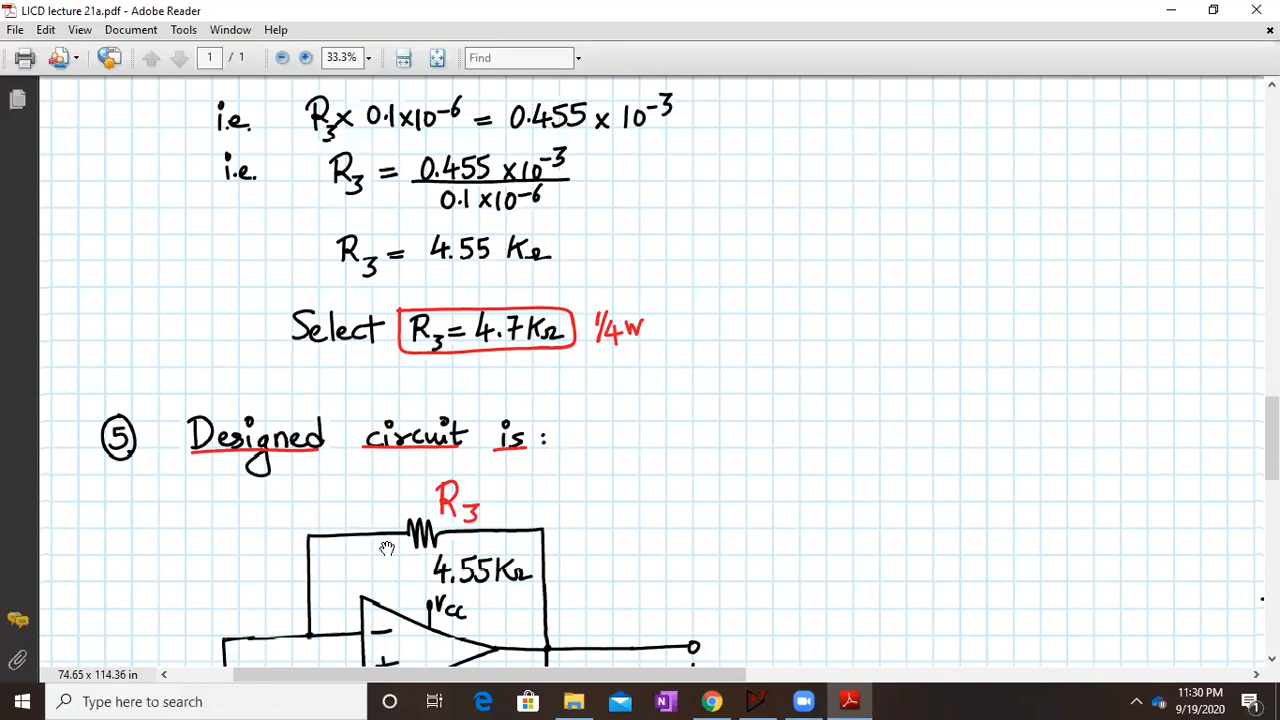 LICD lecture 21a.pdf - Adobe Reader
File Edit View Document Tools Window Help
1 / 1 33.3% Find
i.e. R3 x 0.1x10^-6 = 0.455 x 10^-3
i.e. R3 = 0.455 x10^-3
0.1 x10^-6
R3 = 4.55 KΩ
Select R3 = 4.7KΩ 1/4W
5 Designed circuit is :
R3
4.55KΩ
VCC
−
+
74.65 x 114.36 in
Type here to search
11:30 PM
9/19/2020